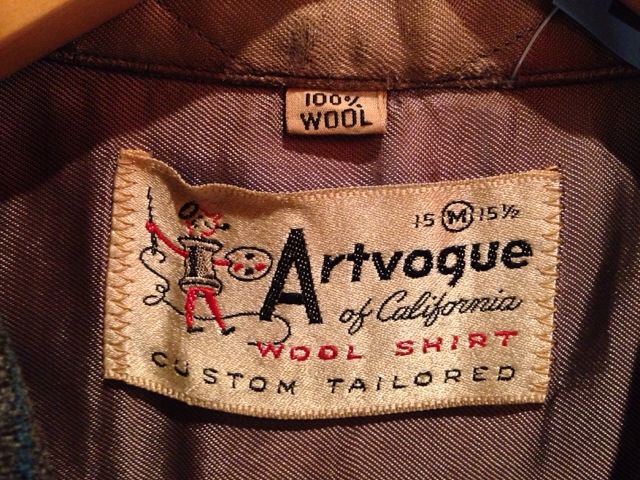 100%
WOOL
15 M 15½
Artvogue
of California
WOOL SHIRT
CUSTOM TAILORED